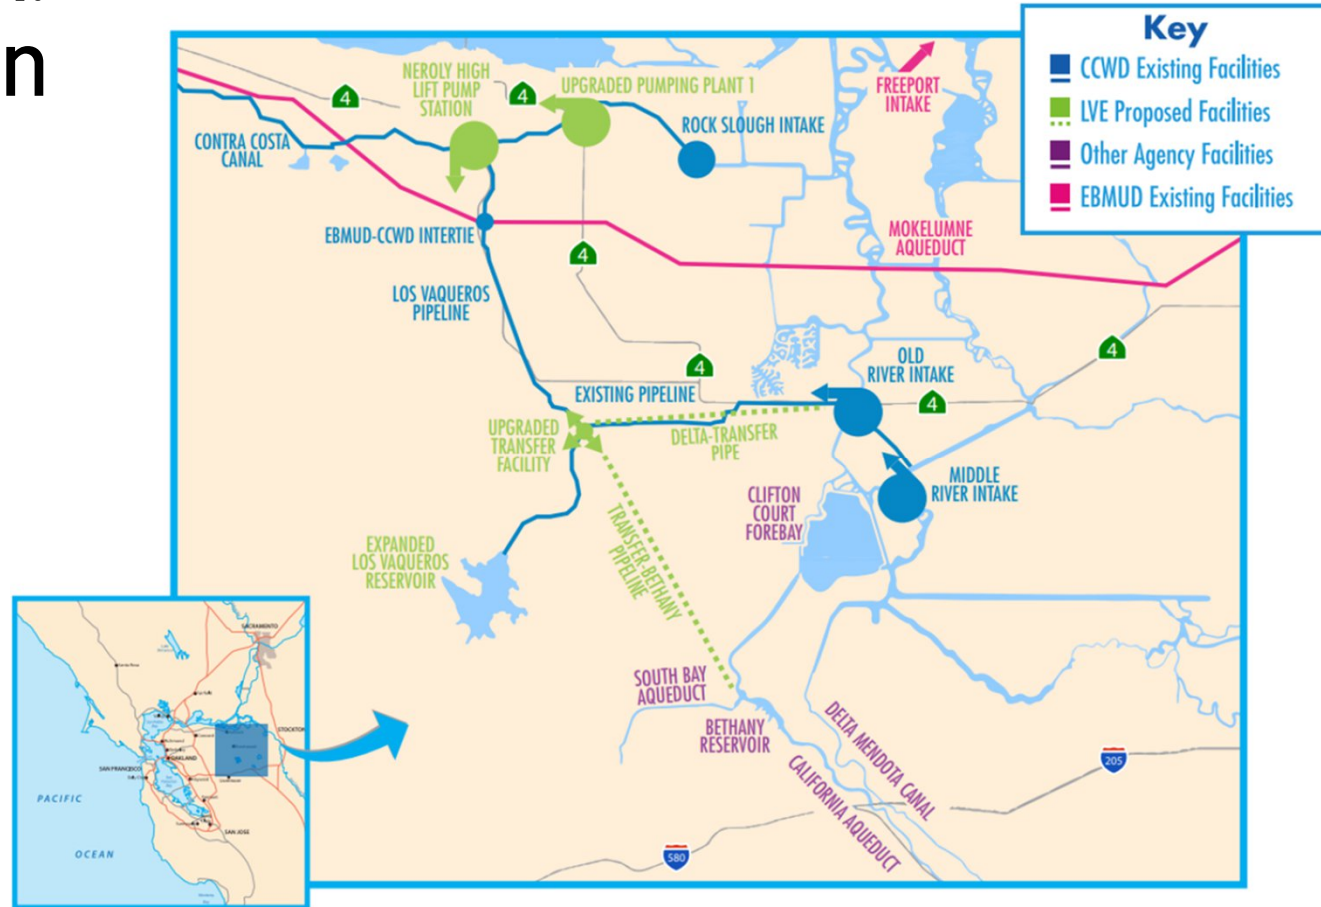 n
Key
CCWD Existing Facilities
LVE Proposed Facilities
Other Agency Facilities
EBMUD Existing Facilities
NEROLY HIGH
LIFT PUMP
STATION
4
4
UPGRADED PUMPING PLANT 1
FREEPORT
INTAKE
ROCK SLOUGH INTAKE
CONTRA COSTA
CANAL
EBMUD-CCWD INTERTIE
4
MOKELUMNE
AQUEDUCT
LOS VAQUEROS
PIPELINE
4
4
OLD
RIVER INTAKE
EXISTING PIPELINE
4
UPGRADED
TRANSFER
FACILITY
DELTA-TRANSFER
PIPE
MIDDLE
RIVER INTAKE
CLIFTON
COURT
FOREBAY
TRANSFER-BETHANY
PIPELINE
EXPANDED
LOS VAQUEROS
RESERVOIR
SOUTH BAY
AQUEDUCT
BETHANY
RESERVOIR
DELTA MENDOTA CANAL
CALIFORNIA AQUEDUCT
205
580
SACRAMENTO
STOCKTON
OAKLAND
SAN FRANCISCO
SAN JOSE
PACIFIC
OCEAN